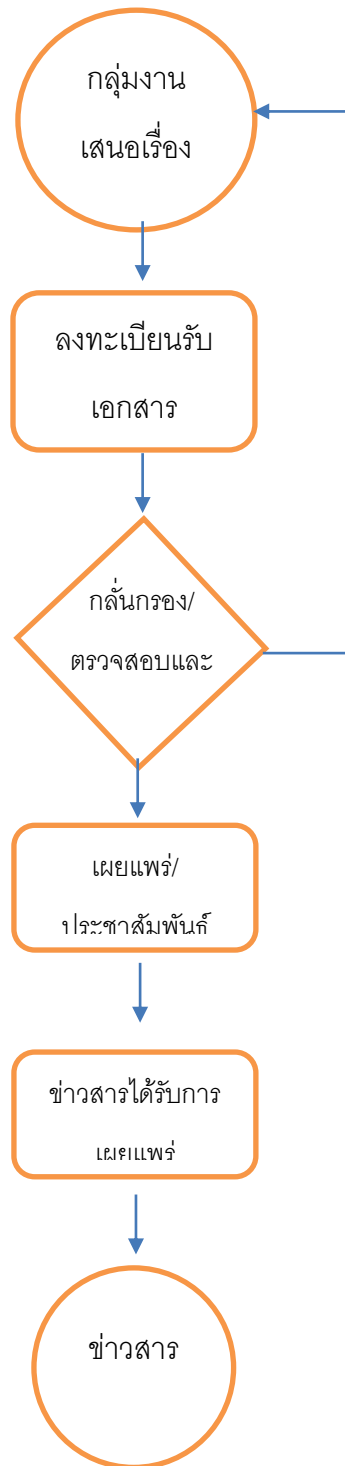 กลุ่มงาน
เสนอเรื่อง
ลงทะเบียนรับ
เอกสาร
กลั่นกรอง/
ตรวจสอบและ
เผยแพร่/
ประชาสัมพันธ์
ข่าวสารได้รับการ
เผยแพร่
ข่าวสาร